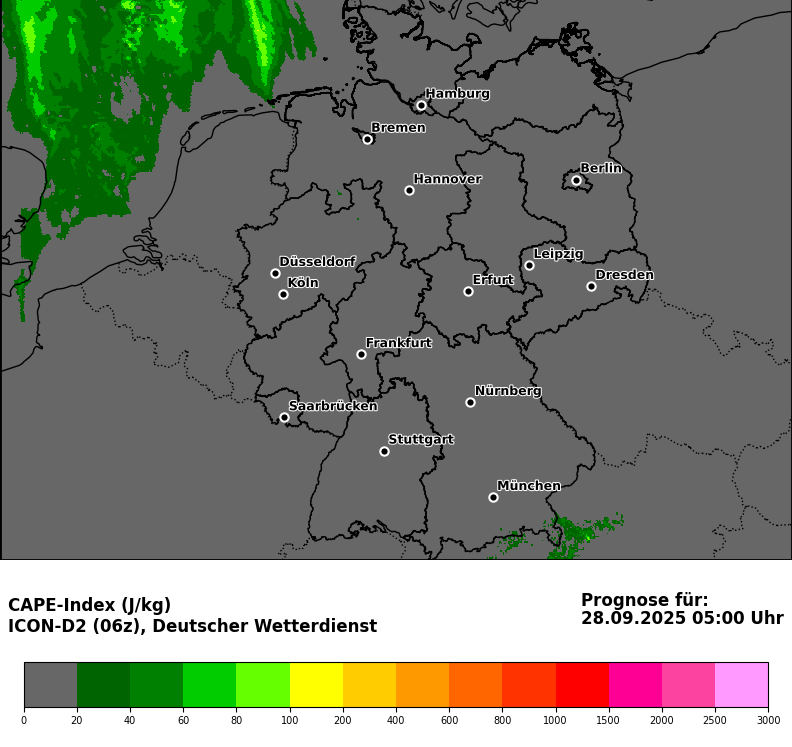 Hamburg
Bremen
Berlin
Hannover
Leipzig
Düsseldorf
Dresden
Köln
Erfurt
Frankfurt
Nürnberg
Saarbrücken
Stuttgart
München
CAPE-Index (J/kg)
ICON-D2 (06z), Deutscher Wetterdienst
Prognose für:
28.09.2025 05:00 Uhr
0 20 40 60 80 100 200 400 600 800 1000 1500 2000 2500 3000